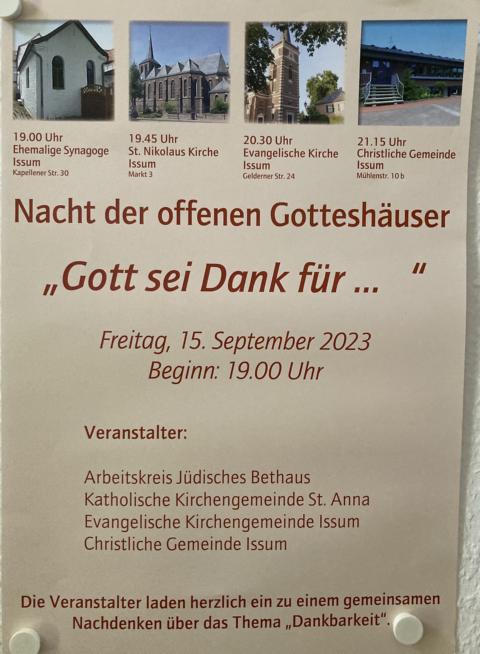 19.00 Uhr
Ehemalige Synagoge
Issum
Kapellener Str. 30
19.45 Uhr
St. Nikolaus Kirche
Issum
Markt 3
20.30 Uhr
Evangelische Kirche
Issum
Gelderner Str. 24
21.15 Uhr
Christliche Gemeinde
Issum
Mühlenstr. 10 b
Nacht der offenen Gotteshäuser
„Gott sei Dank für ... “
Freitag, 15. September 2023
Beginn: 19.00 Uhr
Veranstalter:
Arbeitskreis Jüdisches Bethaus
Katholische Kirchengemeinde St. Anna
Evangelische Kirchengemeinde Issum
Christliche Gemeinde Issum
Die Veranstalter laden herzlich ein zu einem gemeinsamen
Nachdenken über das Thema „Dankbarkeit“.